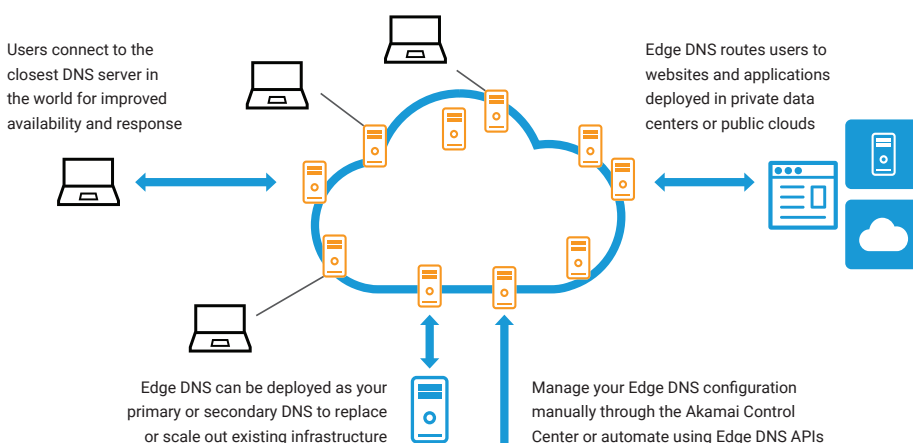 Users connect to the
closest DNS server in
the world for improved
availability and response
Edge DNS routes users to
websites and applications
deployed in private data
centers or public clouds
Edge DNS can be deployed as your
primary or secondary DNS to replace
or scale out existing infrastructure
Manage your Edge DNS configuration
manually through the Akamai Control
Center or automate using Edge DNS APIs